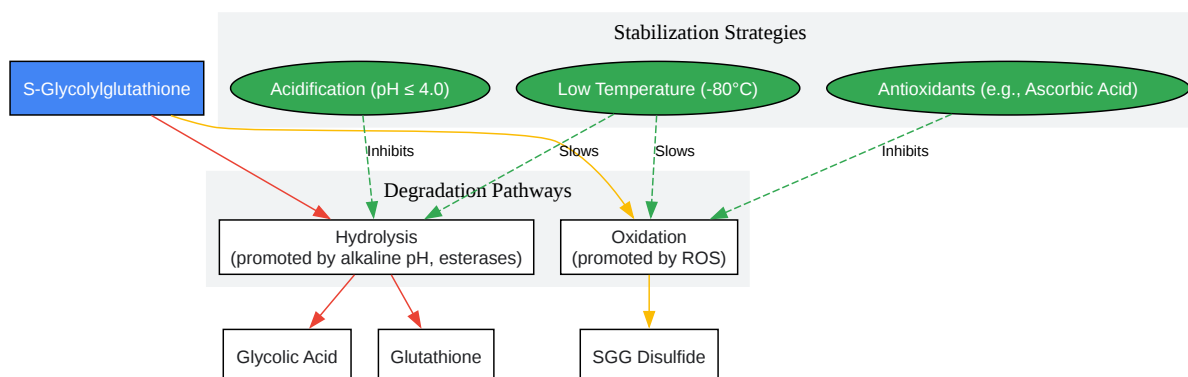 Stabilization Strategies
S-Glycolylglutathione
Acidification (pH ≤ 4.0)
Low Temperature (-80°C)
Antioxidants (e.g., Ascorbic Acid)
Inhibits
Slows
Slows
Inhibits
Degradation Pathways
Hydrolysis
(promoted by alkaline pH, esterases)
Oxidation
(promoted by ROS)
Glycolic Acid
Glutathione
SGG Disulfide